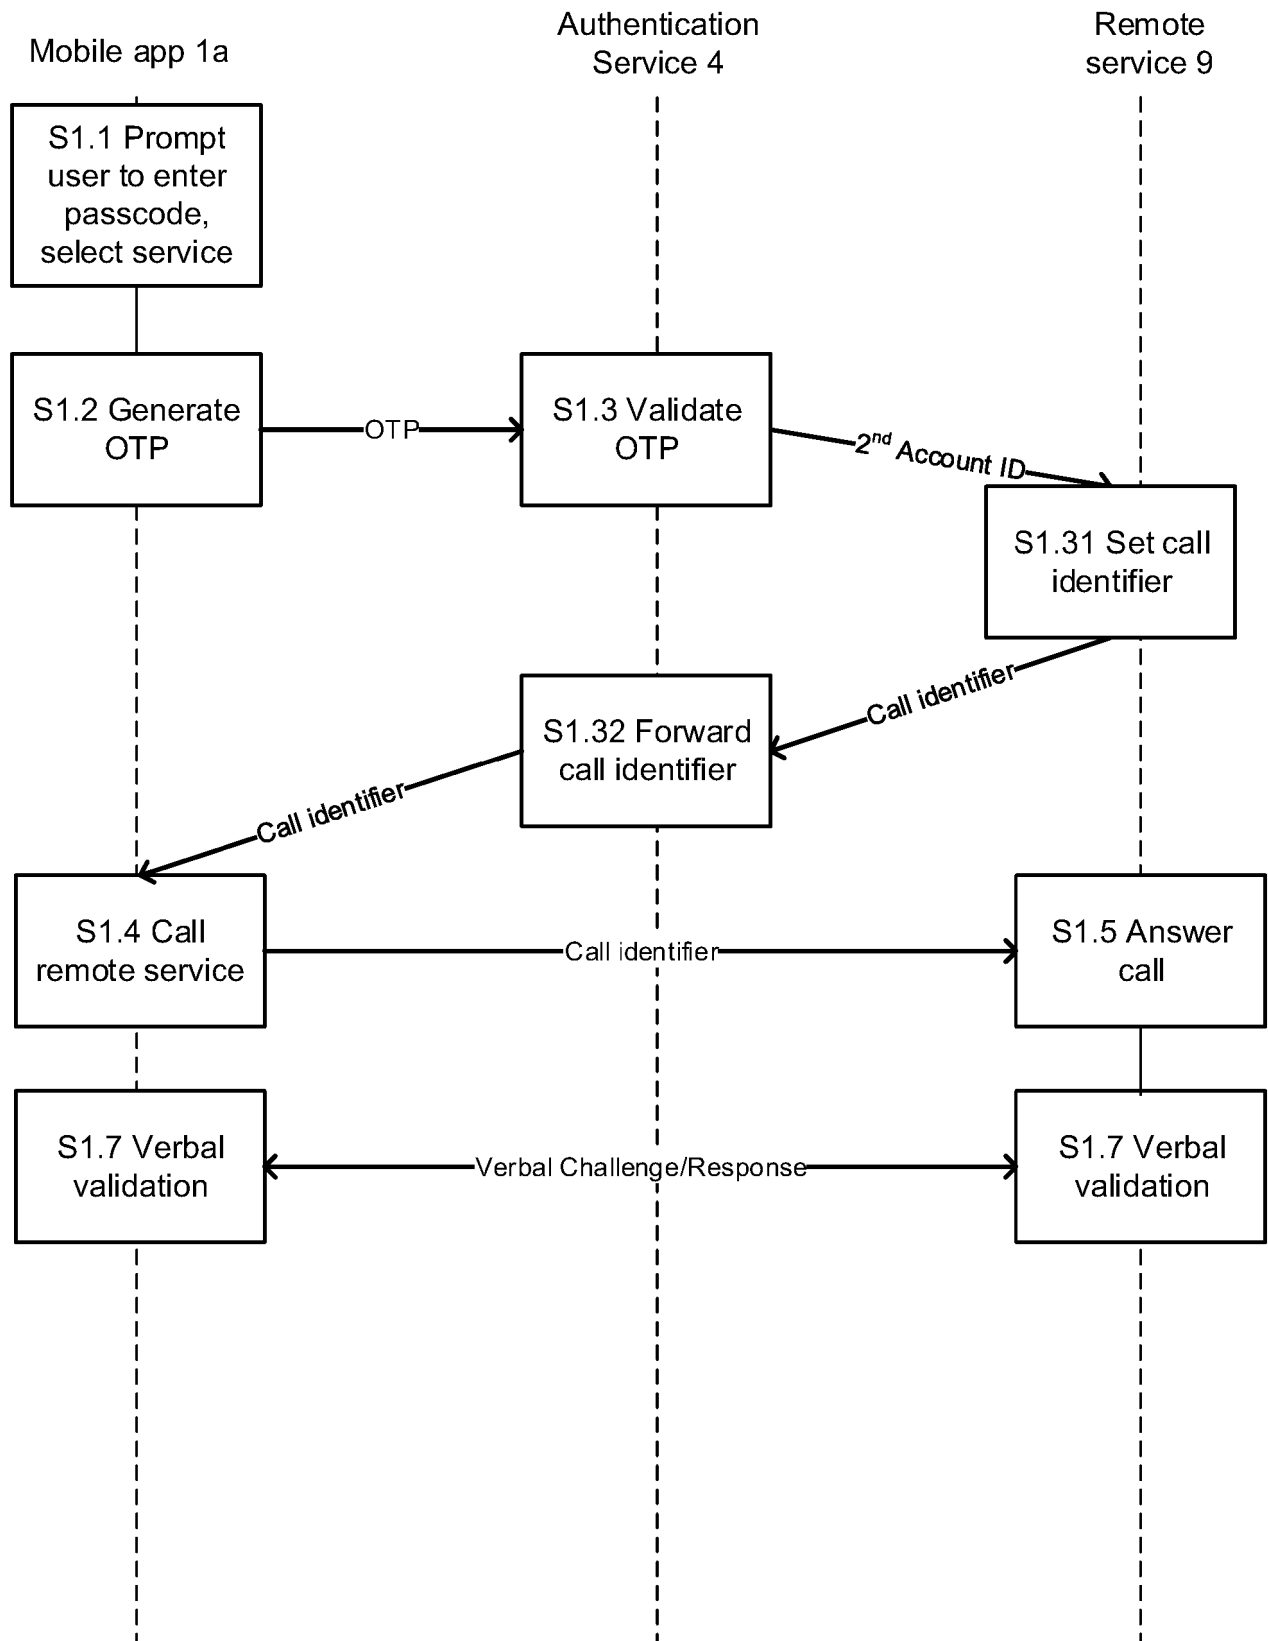 Mobile app 1a
Authentication
Service 4
Remote
service 9
S1.1 Prompt
user to enter
passcode,
select service
S1.2 Generate
OTP
OTP
S1.3 Validate
OTP
2nd Account ID
S1.31 Set call
identifier
Call identifier
S1.32 Forward
call identifier
Call identifier
S1.4 Call
remote service
Call identifier
S1.5 Answer
call
S1.7 Verbal
validation
Verbal Challenge/Response
S1.7 Verbal
validation